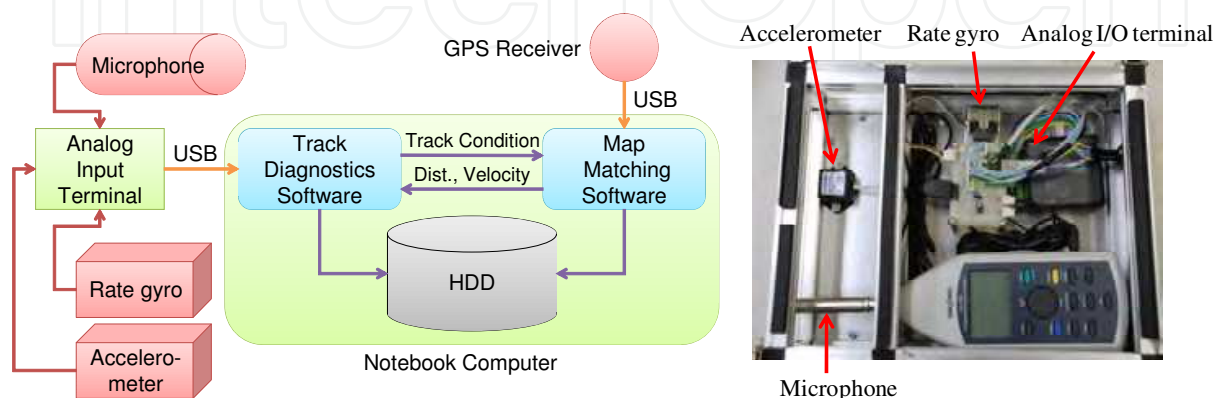 IntechOpen
Microphone
GPS Receiver
USB
Analog
Input
Terminal
USB
Track
Diagnostics
Software
Track Condition
Dist., Velocity
Map
Matching
Software
HDD
Rate gyro
Accelero-
meter
Notebook Computer
Accelerometer
Rate gyro
Analog I/O terminal
Microphone